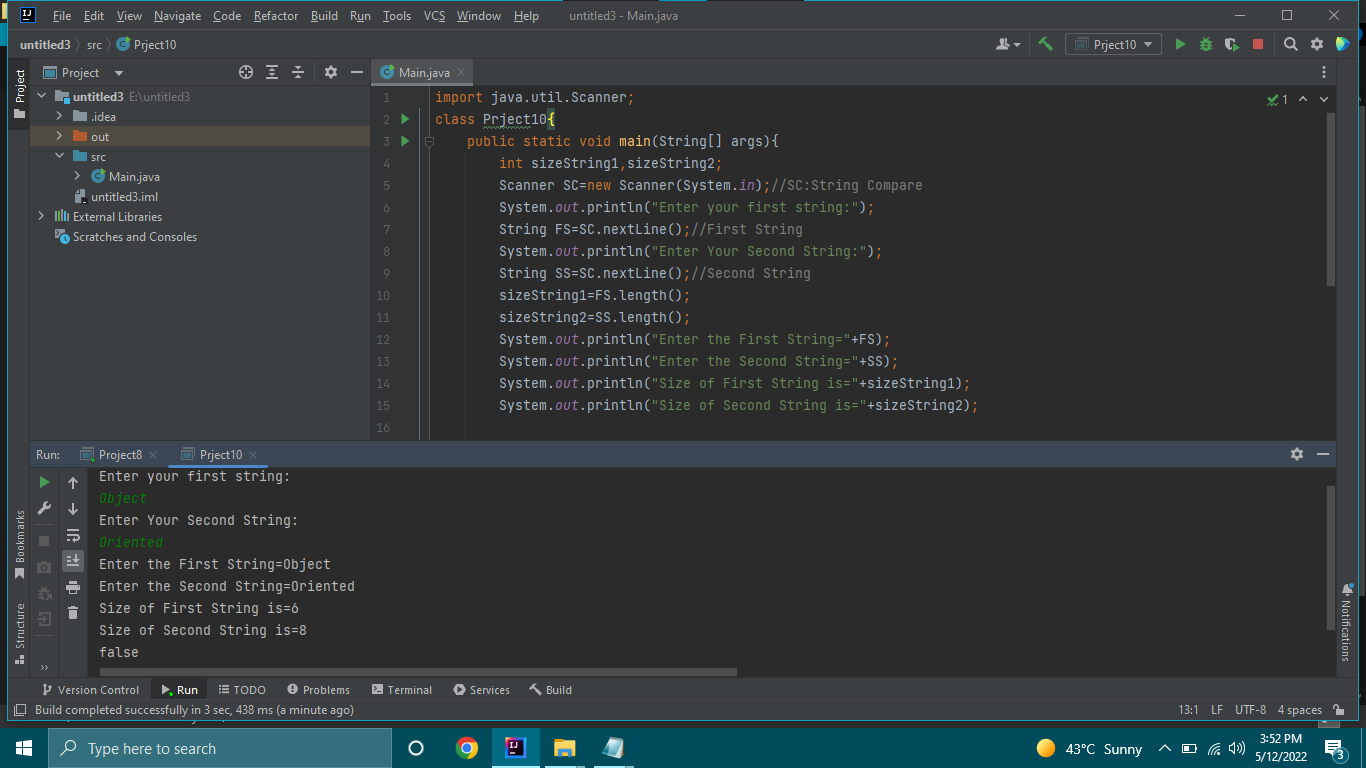 File Edit View Navigate Code Refactor Build Run Tools VCS Window Help untitled3 - Main.java
untitled3 src Prject10 Prject10
Project
Project
Main.java
untitled3 E:\untitled3
.idea
out
src
Main.java
untitled3.iml
External Libraries
Scratches and Consoles
1 import java.util.Scanner;
2 class Prject10{
3 public static void main(String[] args){
4 int sizeString1,sizeString2;
5 Scanner SC=new Scanner(System.in);//SC:String Compare
6 System.out.println("Enter your first string:");
7 String FS=SC.nextLine();//First String
8 System.out.println("Enter Your Second String:");
9 String SS=SC.nextLine();//Second String
10 sizeString1=FS.length();
11 sizeString2=SS.length();
12 System.out.println("Enter the First String="+FS);
13 System.out.println("Enter the Second String="+SS);
14 System.out.println("Size of First String is="+sizeString1);
15 System.out.println("Size of Second String is="+sizeString2);
16
1
Run: Project8 Prject10
Enter your first string:
Object
Enter Your Second String:
Oriented
Enter the First String=Object
Enter the Second String=Oriented
Size of First String is=6
Size of Second String is=8
false
Bookmarks
Structure
Notifications
Version Control Run TODO Problems Terminal Services Build
Build completed successfully in 3 sec, 438 ms (a minute ago) 13:1 LF UTF-8 4 spaces
Type here to search
43°C Sunny
3:52 PM
5/12/2022
3